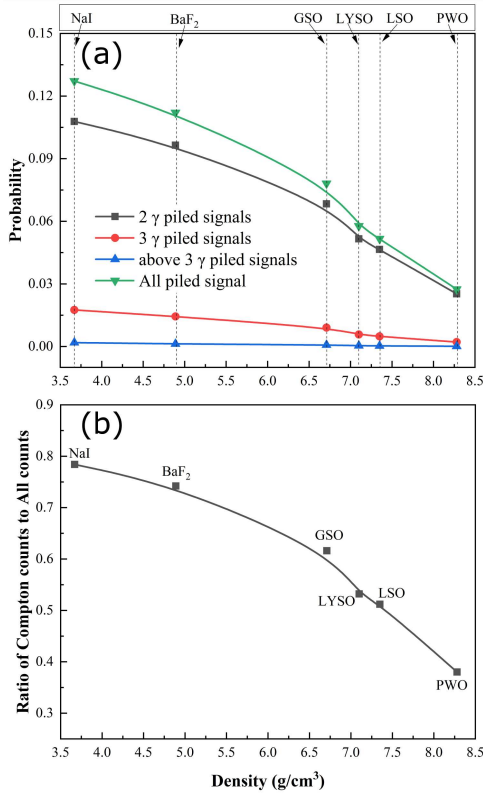 NaI BaF₂ GSO LYSO LSO PWO
(a)
0.15
0.12
0.09
0.06
0.03
0.00
Probability
2 γ piled signals
3 γ piled signals
above 3 γ piled signals
All piled signal
3.5 4.0 4.5 5.0 5.5 6.0 6.5 7.0 7.5 8.0 8.5
(b)
0.9
0.8
0.7
0.6
0.5
0.4
0.3
Ratio of Compton counts to All counts
NaI
BaF₂
GSO
LYSO
LSO
PWO
3.5 4.0 4.5 5.0 5.5 6.0 6.5 7.0 7.5 8.0 8.5
Density (g/cm³)